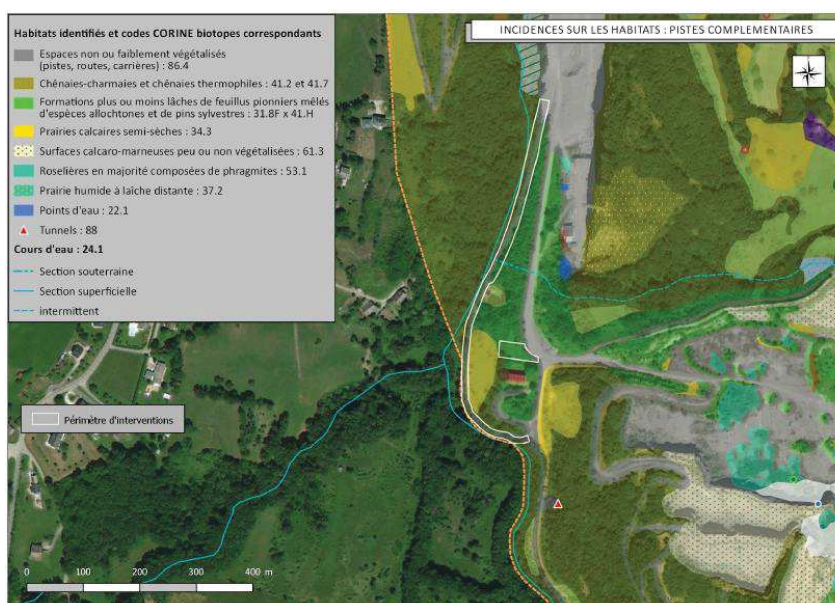 INCIDENCES SUR LES HABITATS : PISTES COMPLEMENTAIRES
Habitats identifiés et codes CORINE biotopes correspondants
Espaces non ou faiblement végétalisés
(pistes, routes, carrières) : 86.4
Chênaies-charmaies et chênaies thermophiles : 41.2 et 41.7
Formations plus ou moins lâches de feuillus pionniers mêlés
d'espèces allochtones et de pins sylvestres : 31.8F x 41.H
Prairies calcaires semi-sèches : 34.3
Surfaces calcaro-marneuses peu ou non végétalisées : 61.3
Roselières en majorité composées de phragmites : 53.1
Prairie humide à laîche distante : 37.2
Points d'eau : 22.1
Tunnels : 88
Cours d'eau : 24.1
Section souterraine
Section superficielle
intermittent
Périmètre d'interventions
0 100 200 400 m